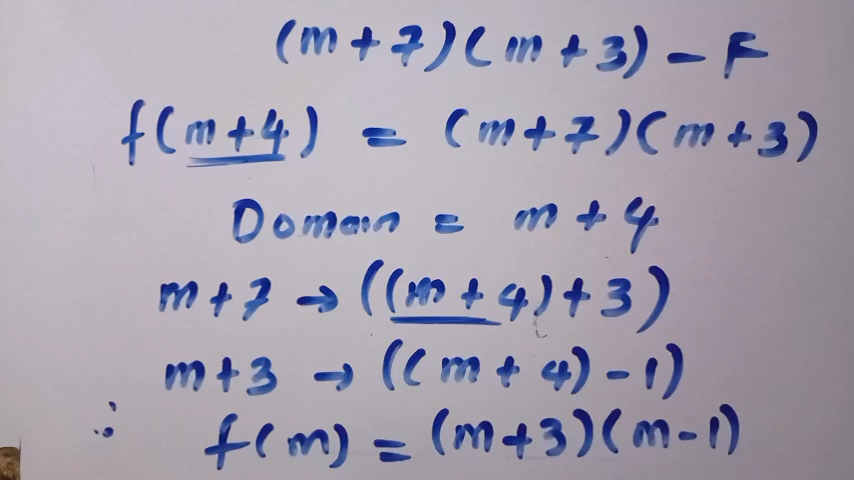 (m+7)(m+3) – F
f(m+4) = (m+7)(m+3)
Domain = m+4
m+7 → ((m+4)+3)
m+3 → ((m+4)-1)
∴ f(m) = (m+3)(m-1)